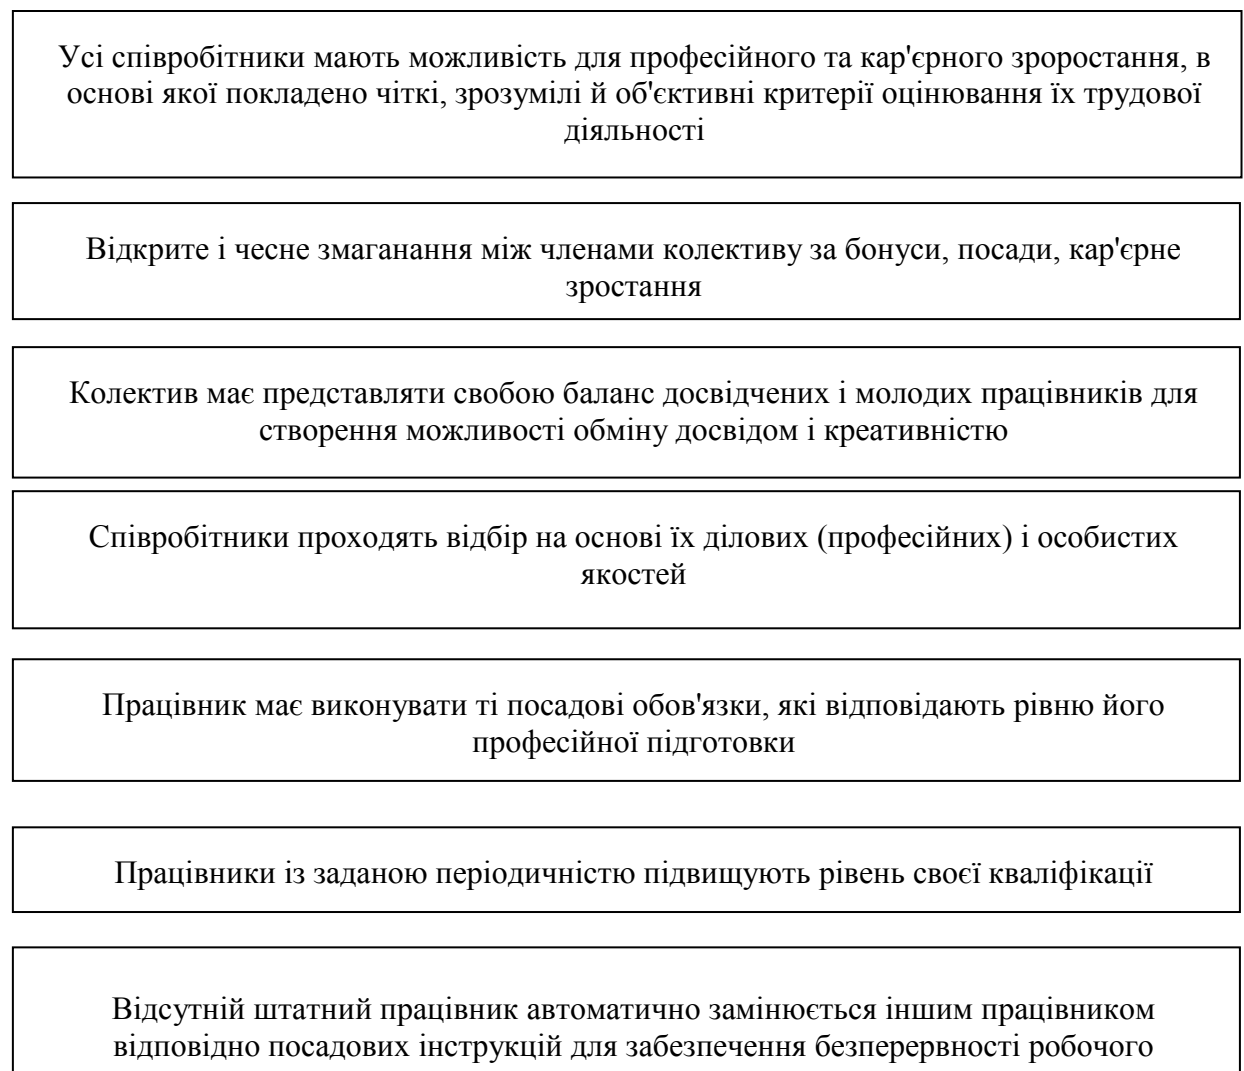 Усі співробітники мають можливість для професійного та кар'єрного зроростання, в
основі якої покладено чіткі, зрозумілі й об'єктивні критерії оцінювання їх трудової
діяльності
Відкрите і чесне змаганання між членами колективу за бонуси, посади, кар'єрне
зростання
Колектив має представляти свобою баланс досвідчених і молодих працівників для
створення можливості обміну досвідом і креативністю
Співробітники проходять відбір на основі їх ділових (професійних) і особистих
якостей
Працівник має виконувати ті посадові обов'язки, які відповідають рівню його
професійної підготовки
Працівники із заданою періодичністю підвищують рівень своєї кваліфікації
Відсутній штатний працівник автоматично замінюється іншим працівником
відповідно посадових інструкцій для забезпечення безперервності робочого